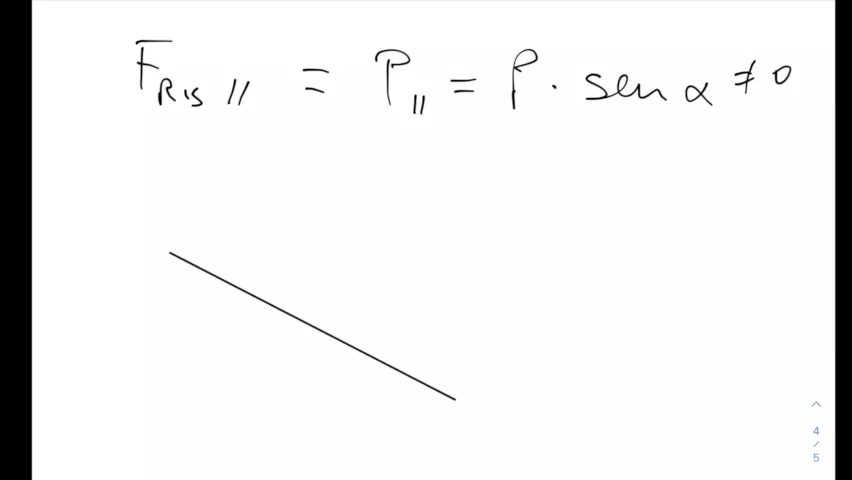 F_RIS // = P_// = P · sen α ≠ 0
4
/
5